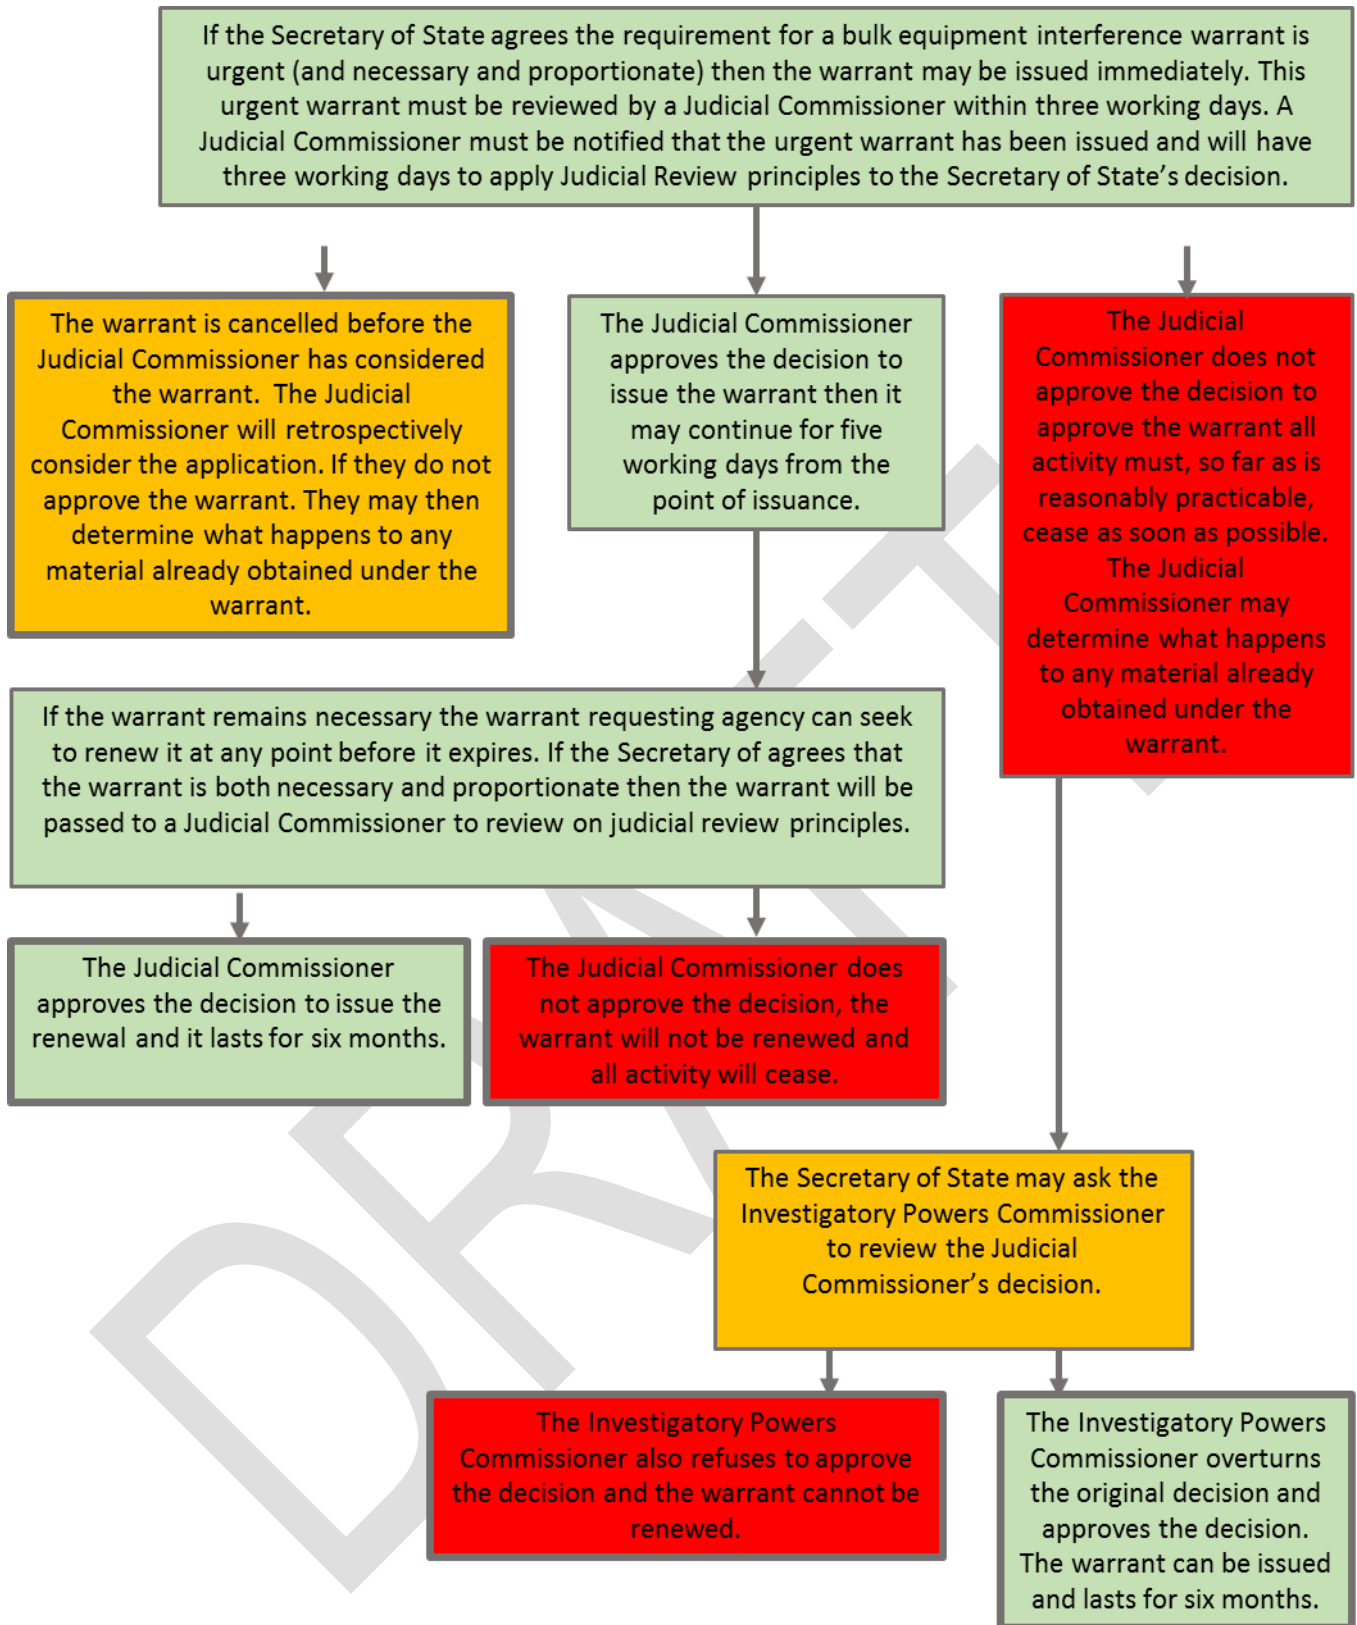 If the Secretary of State agrees the requirement for a bulk equipment interference warrant is
urgent (and necessary and proportionate) then the warrant may be issued immediately. This
urgent warrant must be reviewed by a Judicial Commissioner within three working days. A
Judicial Commissioner must be notified that the urgent warrant has been issued and will have
three working days to apply Judicial Review principles to the Secretary of State's decision.
The warrant is cancelled before the
Judicial Commissioner has considered
the warrant. The Judicial
Commissioner will retrospectively
consider the application. If they do not
approve the warrant. They may then
determine what happens to any
material already obtained under the
warrant.
The Judicial Commissioner
approves the decision to
issue the warrant then it
may continue for five
working days from the
point of issuance.
The Judicial
Commissioner does not
approve the decision to
approve the warrant all
activity must, so far as is
reasonably practicable,
cease as soon as possible.
The Judicial
Commissioner may
determine what happens
to any material already
obtained under the
warrant.
If the warrant remains necessary the warrant requesting agency can seek
to renew it at any point before it expires. If the Secretary of agrees that
the warrant is both necessary and proportionate then the warrant will be
passed to a Judicial Commissioner to review on judicial review principles.
The Judicial Commissioner
approves the decision to issue the
renewal and it lasts for six months.
The Judicial Commissioner does
not approve the decision, the
warrant will not be renewed and
all activity will cease.
The Secretary of State may ask the
Investigatory Powers Commissioner
to review the Judicial
Commissioner's decision.
The Investigatory Powers
Commissioner also refuses to approve
the decision and the warrant cannot be
renewed.
The Investigatory Powers
Commissioner overturns
the original decision and
approves the decision.
The warrant can be issued
and lasts for six months.
DRAFT